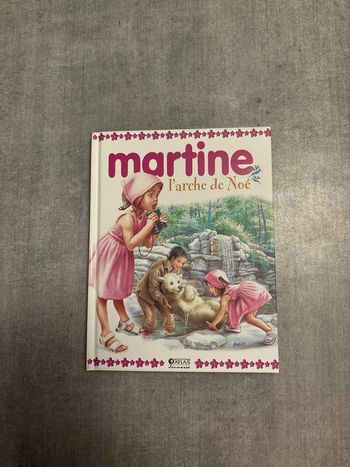 martine
l'arche de Noé
ATLAS